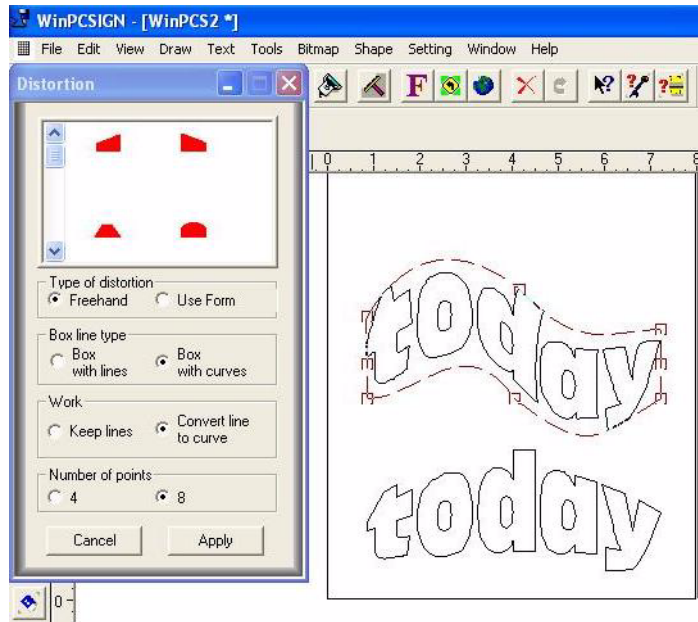 WinPCSIGN - [WinPCS2 *]
File Edit View Draw Text Tools Bitmap Shape Setting Window Help
Distortion
F
0 1 2 3 4 5 6 7 8
Type of distortion
Freehand Use Form
Box line type
Box with lines
Box with curves
Work
Keep lines
Convert line to curve
Number of points
4 8
Cancel Apply
0
today
today